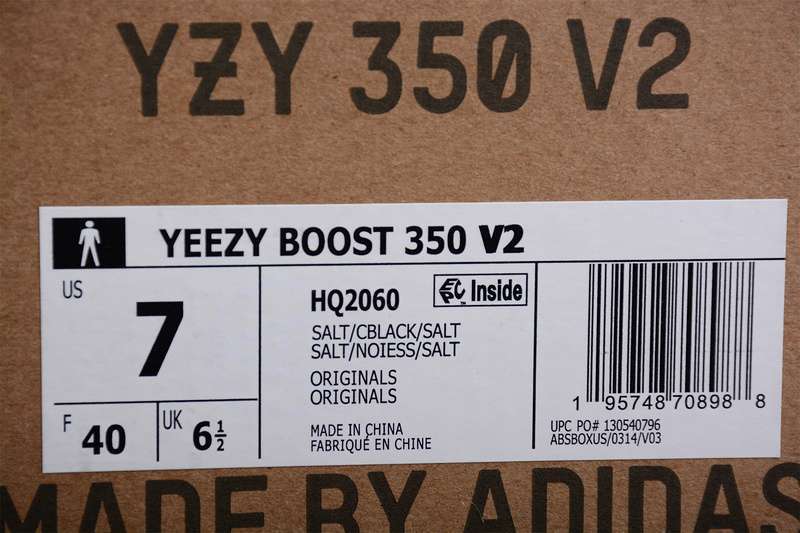 YZY 350 V2
YEEZY BOOST 350 V2
US
7
F
40
UK
6½
HQ2060
Inside
SALT/CBLACK/SALT
SALT/NOIESS/SALT
ORIGINALS
ORIGINALS
MADE IN CHINA
FABRIQUÉ EN CHINE
1 95748 70898 8
UPC PO# 130540796
ABSBOXUS/0314/V03
MADE BY ADIDAS